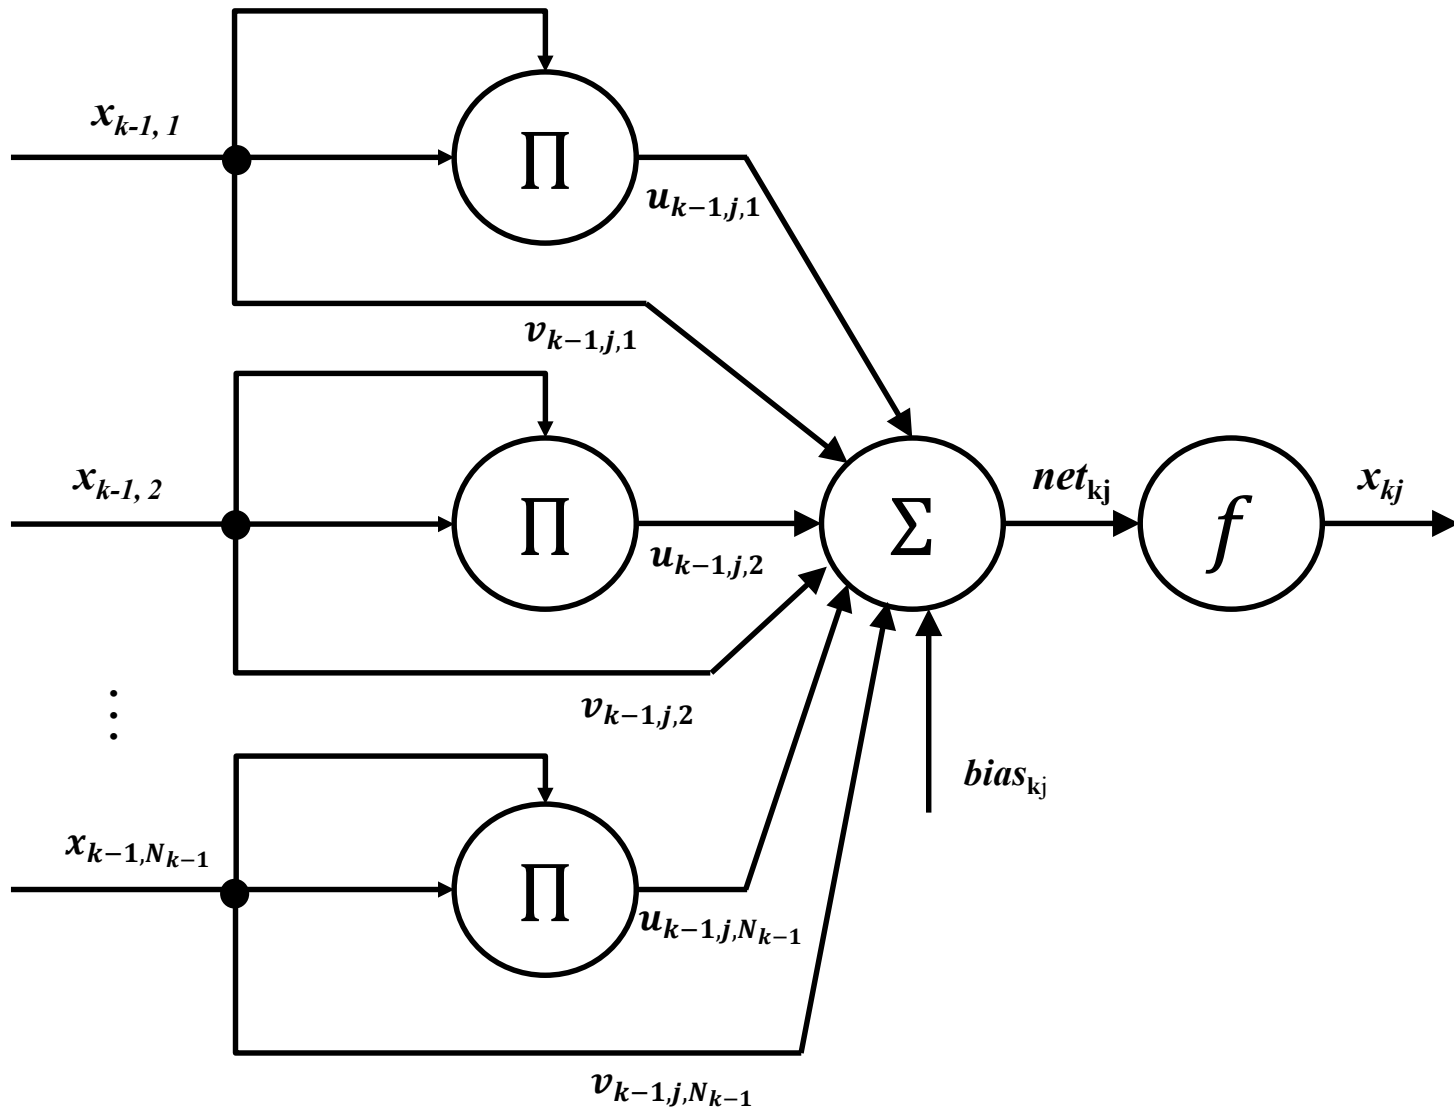 x_{k-1, 1}
∏
u_{k−1,j,1}
v_{k−1,j,1}
x_{k-1, 2}
∏
u_{k−1,j,2}
v_{k−1,j,2}
Σ
net_{kj}
f
x_{kj}
⋮
bias_{kj}
x_{k−1,N_{k−1}}
∏
u_{k−1,j,N_{k−1}}
v_{k−1,j,N_{k−1}}